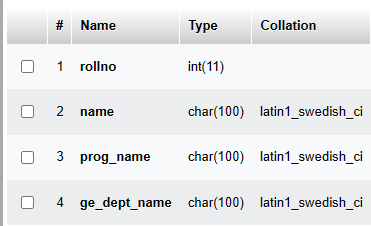 # Name Type Collation
1 rollno int(11)
2 name char(100) latin1_swedish_ci
3 prog_name char(100) latin1_swedish_ci
4 ge_dept_name char(100) latin1_swedish_ci